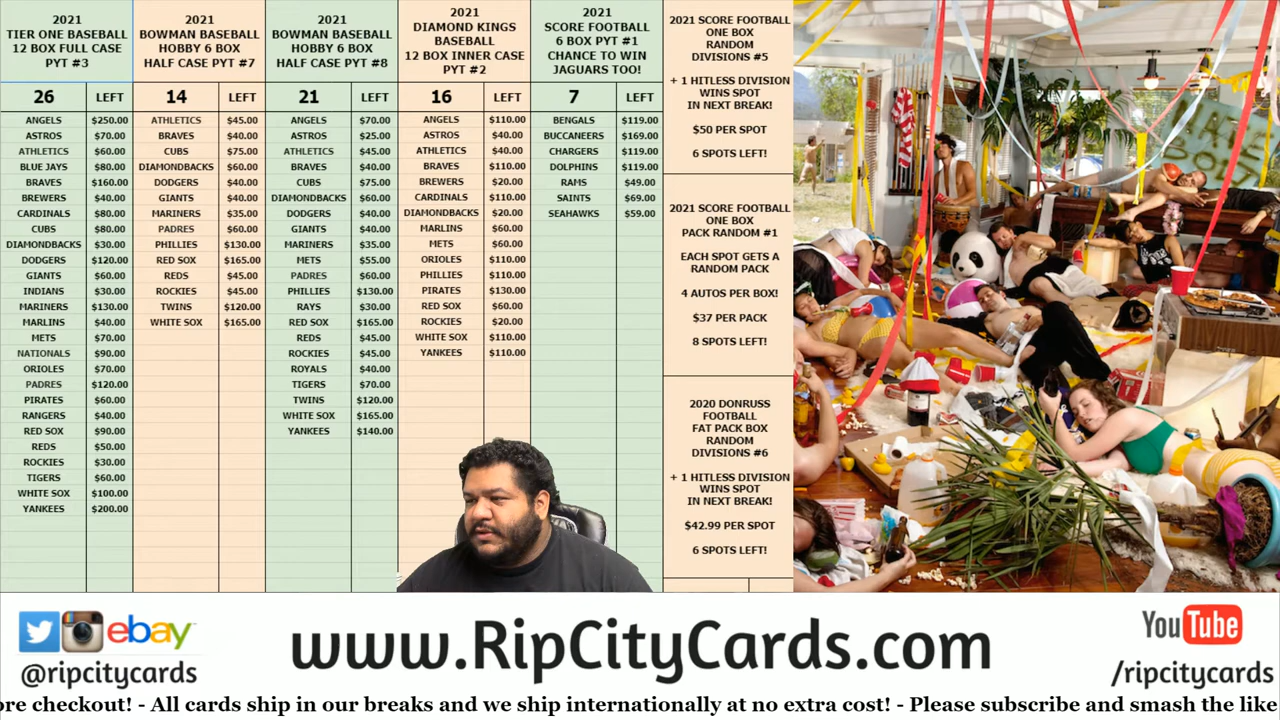 2021
TIER ONE BASEBALL
12 BOX FULL CASE
PYT #3
26 LEFT
ANGELS $250.00
ASTROS $70.00
ATHLETICS $60.00
BLUE JAYS $80.00
BRAVES $160.00
BREWERS $40.00
CARDINALS $80.00
CUBS $80.00
DIAMONDBACKS $30.00
DODGERS $120.00
GIANTS $60.00
INDIANS $30.00
MARINERS $130.00
MARLINS $40.00
METS $70.00
NATIONALS $90.00
ORIOLES $70.00
PADRES $120.00
PIRATES $60.00
RANGERS $40.00
RED SOX $90.00
REDS $50.00
ROCKIES $30.00
TIGERS $60.00
WHITE SOX $100.00
YANKEES $200.00
2021
BOWMAN BASEBALL
HOBBY 6 BOX
HALF CASE PYT #7
14 LEFT
ATHLETICS $45.00
BRAVES $40.00
CUBS $75.00
DIAMONDBACKS $60.00
DODGERS $40.00
GIANTS $40.00
MARINERS $35.00
PADRES $60.00
PHILLIES $130.00
RED SOX $165.00
REDS $45.00
ROCKIES $45.00
TWINS $120.00
WHITE SOX $165.00
2021
BOWMAN BASEBALL
HOBBY 6 BOX
HALF CASE PYT #8
21 LEFT
ANGELS $70.00
ASTROS $25.00
ATHLETICS $45.00
BRAVES $40.00
CUBS $75.00
DIAMONDBACKS $60.00
DODGERS $40.00
GIANTS $40.00
MARINERS $35.00
METS $55.00
PADRES $60.00
PHILLIES $130.00
RAYS $30.00
RED SOX $165.00
REDS $45.00
ROCKIES $45.00
ROYALS $40.00
TIGERS $70.00
TWINS $120.00
WHITE SOX $165.00
YANKEES $140.00
2021
DIAMOND KINGS
BASEBALL
12 BOX INNER CASE
PYT #2
16 LEFT
ANGELS $110.00
ASTROS $40.00
ATHLETICS $40.00
BRAVES $110.00
BREWERS $20.00
CARDINALS $110.00
DIAMONDBACKS $20.00
MARLINS $60.00
METS $60.00
ORIOLES $110.00
PHILLIES $110.00
PIRATES $130.00
RED SOX $60.00
ROCKIES $20.00
WHITE SOX $110.00
YANKEES $110.00
2021
SCORE FOOTBALL
6 BOX PYT #1
CHANCE TO WIN
JAGUARS TOO!
7 LEFT
BENGALS $119.00
BUCCANEERS $169.00
CHARGERS $119.00
DOLPHINS $119.00
RAMS $49.00
SAINTS $69.00
SEAHAWKS $59.00
2021 SCORE FOOTBALL
ONE BOX
RANDOM
DIVISIONS #5
+ 1 HITLESS DIVISION
WINS SPOT
IN NEXT BREAK!
$50 PER SPOT
6 SPOTS LEFT!
2021 SCORE FOOTBALL
ONE BOX
PACK RANDOM #1
EACH SPOT GETS A
RANDOM PACK
4 AUTOS PER BOX!
$37 PER PACK
8 SPOTS LEFT!
2020 DONRUSS
FOOTBALL
FAT PACK BOX
RANDOM
DIVISIONS #6
+ 1 HITLESS DIVISION
WINS SPOT
IN NEXT BREAK!
$42.99 PER SPOT
6 SPOTS LEFT!
ebay
@ripcitycards
www.RipCityCards.com
YouTube
/ripcitycards
ore checkout! - All cards ship in our breaks and we ship internationally at no extra cost! - Please subscribe and smash the like